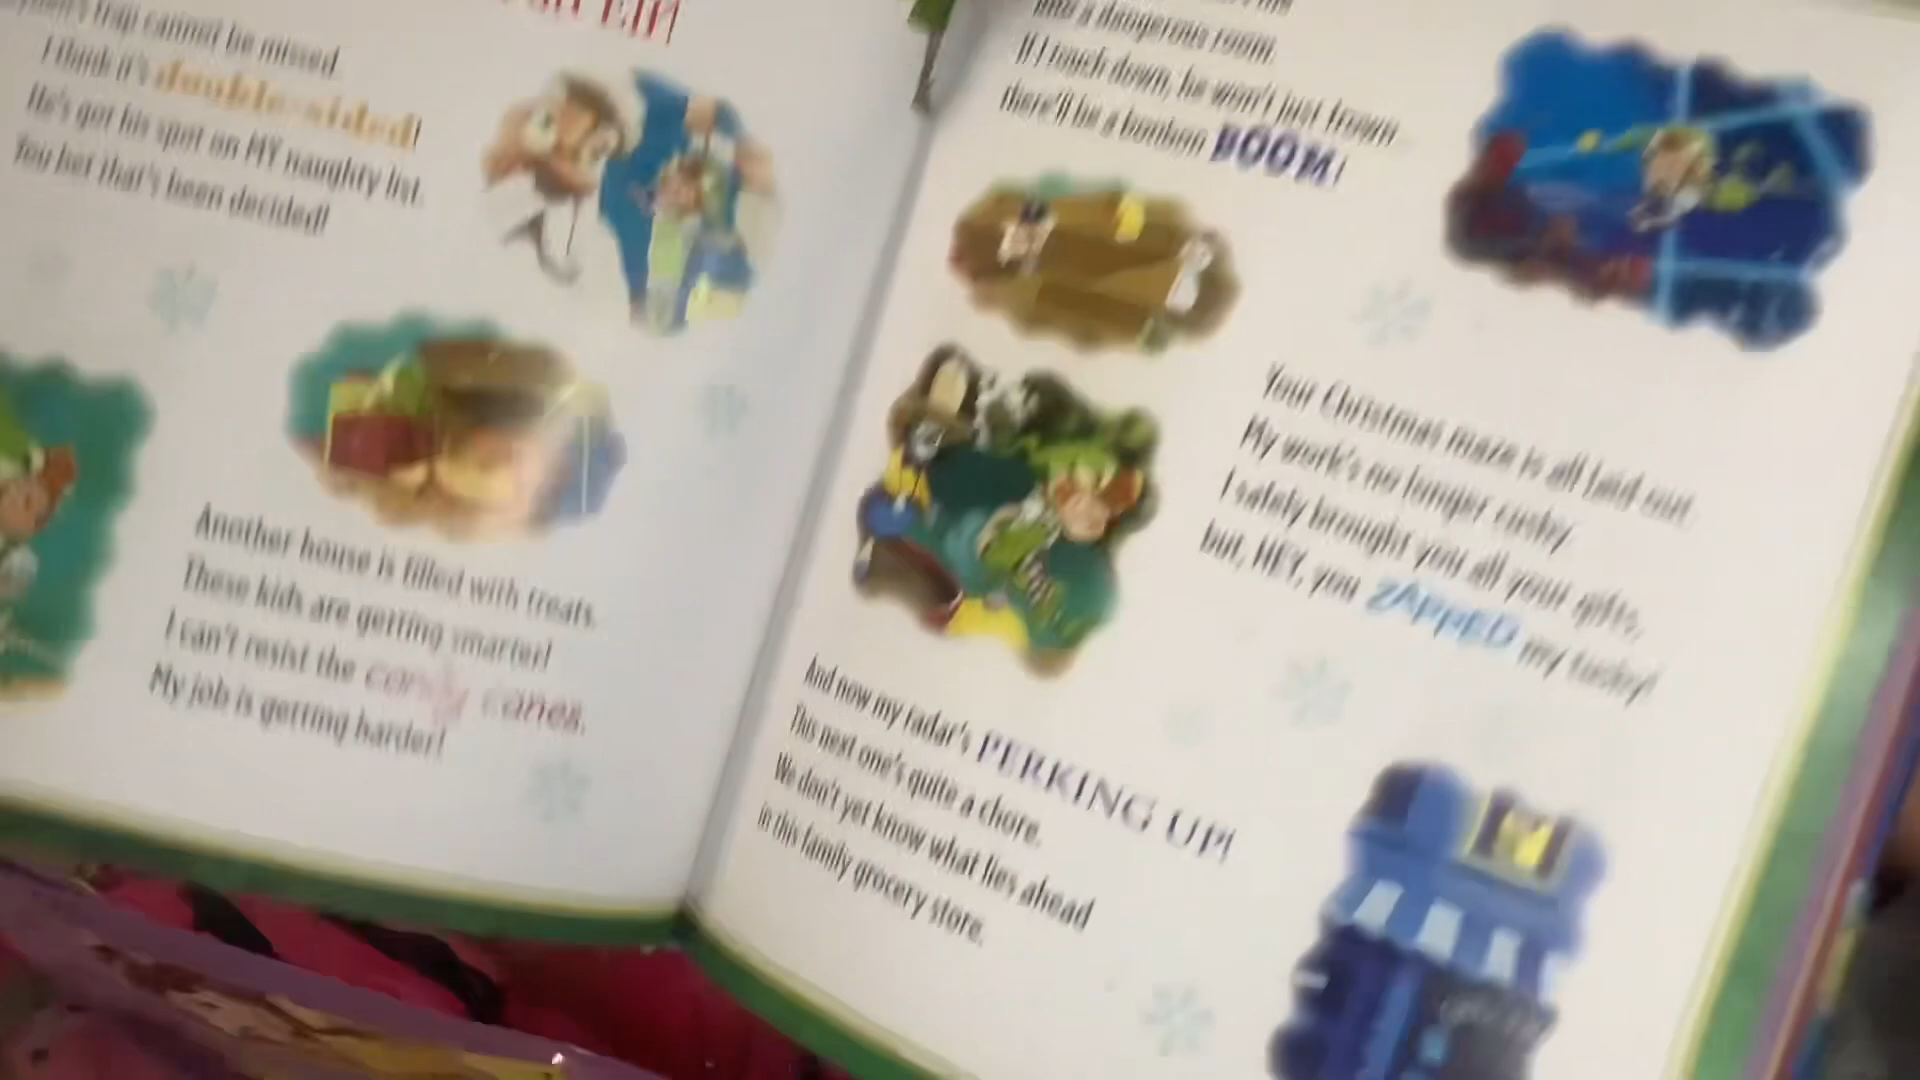 trap cannot be missed.
I think it's double-sided!
He's got his spot on MY naughty list.
You bet that's been decided!
Another house is filled with treats.
These kids are getting smarter!
I can't resist the candy canes.
My job is getting harder!
into a dangerous room.
If I touch down, he won't just frown
there'll be a bonbon BOOM!
Your Christmas maze is all laid out.
My work's no longer cushy.
I safely brought you all your gifts,
but, HEY, you ZAPPED my tushy!
And now my radar's PERKING UP!
This next one's quite a chore.
We don't yet know what lies ahead
in this family grocery store.